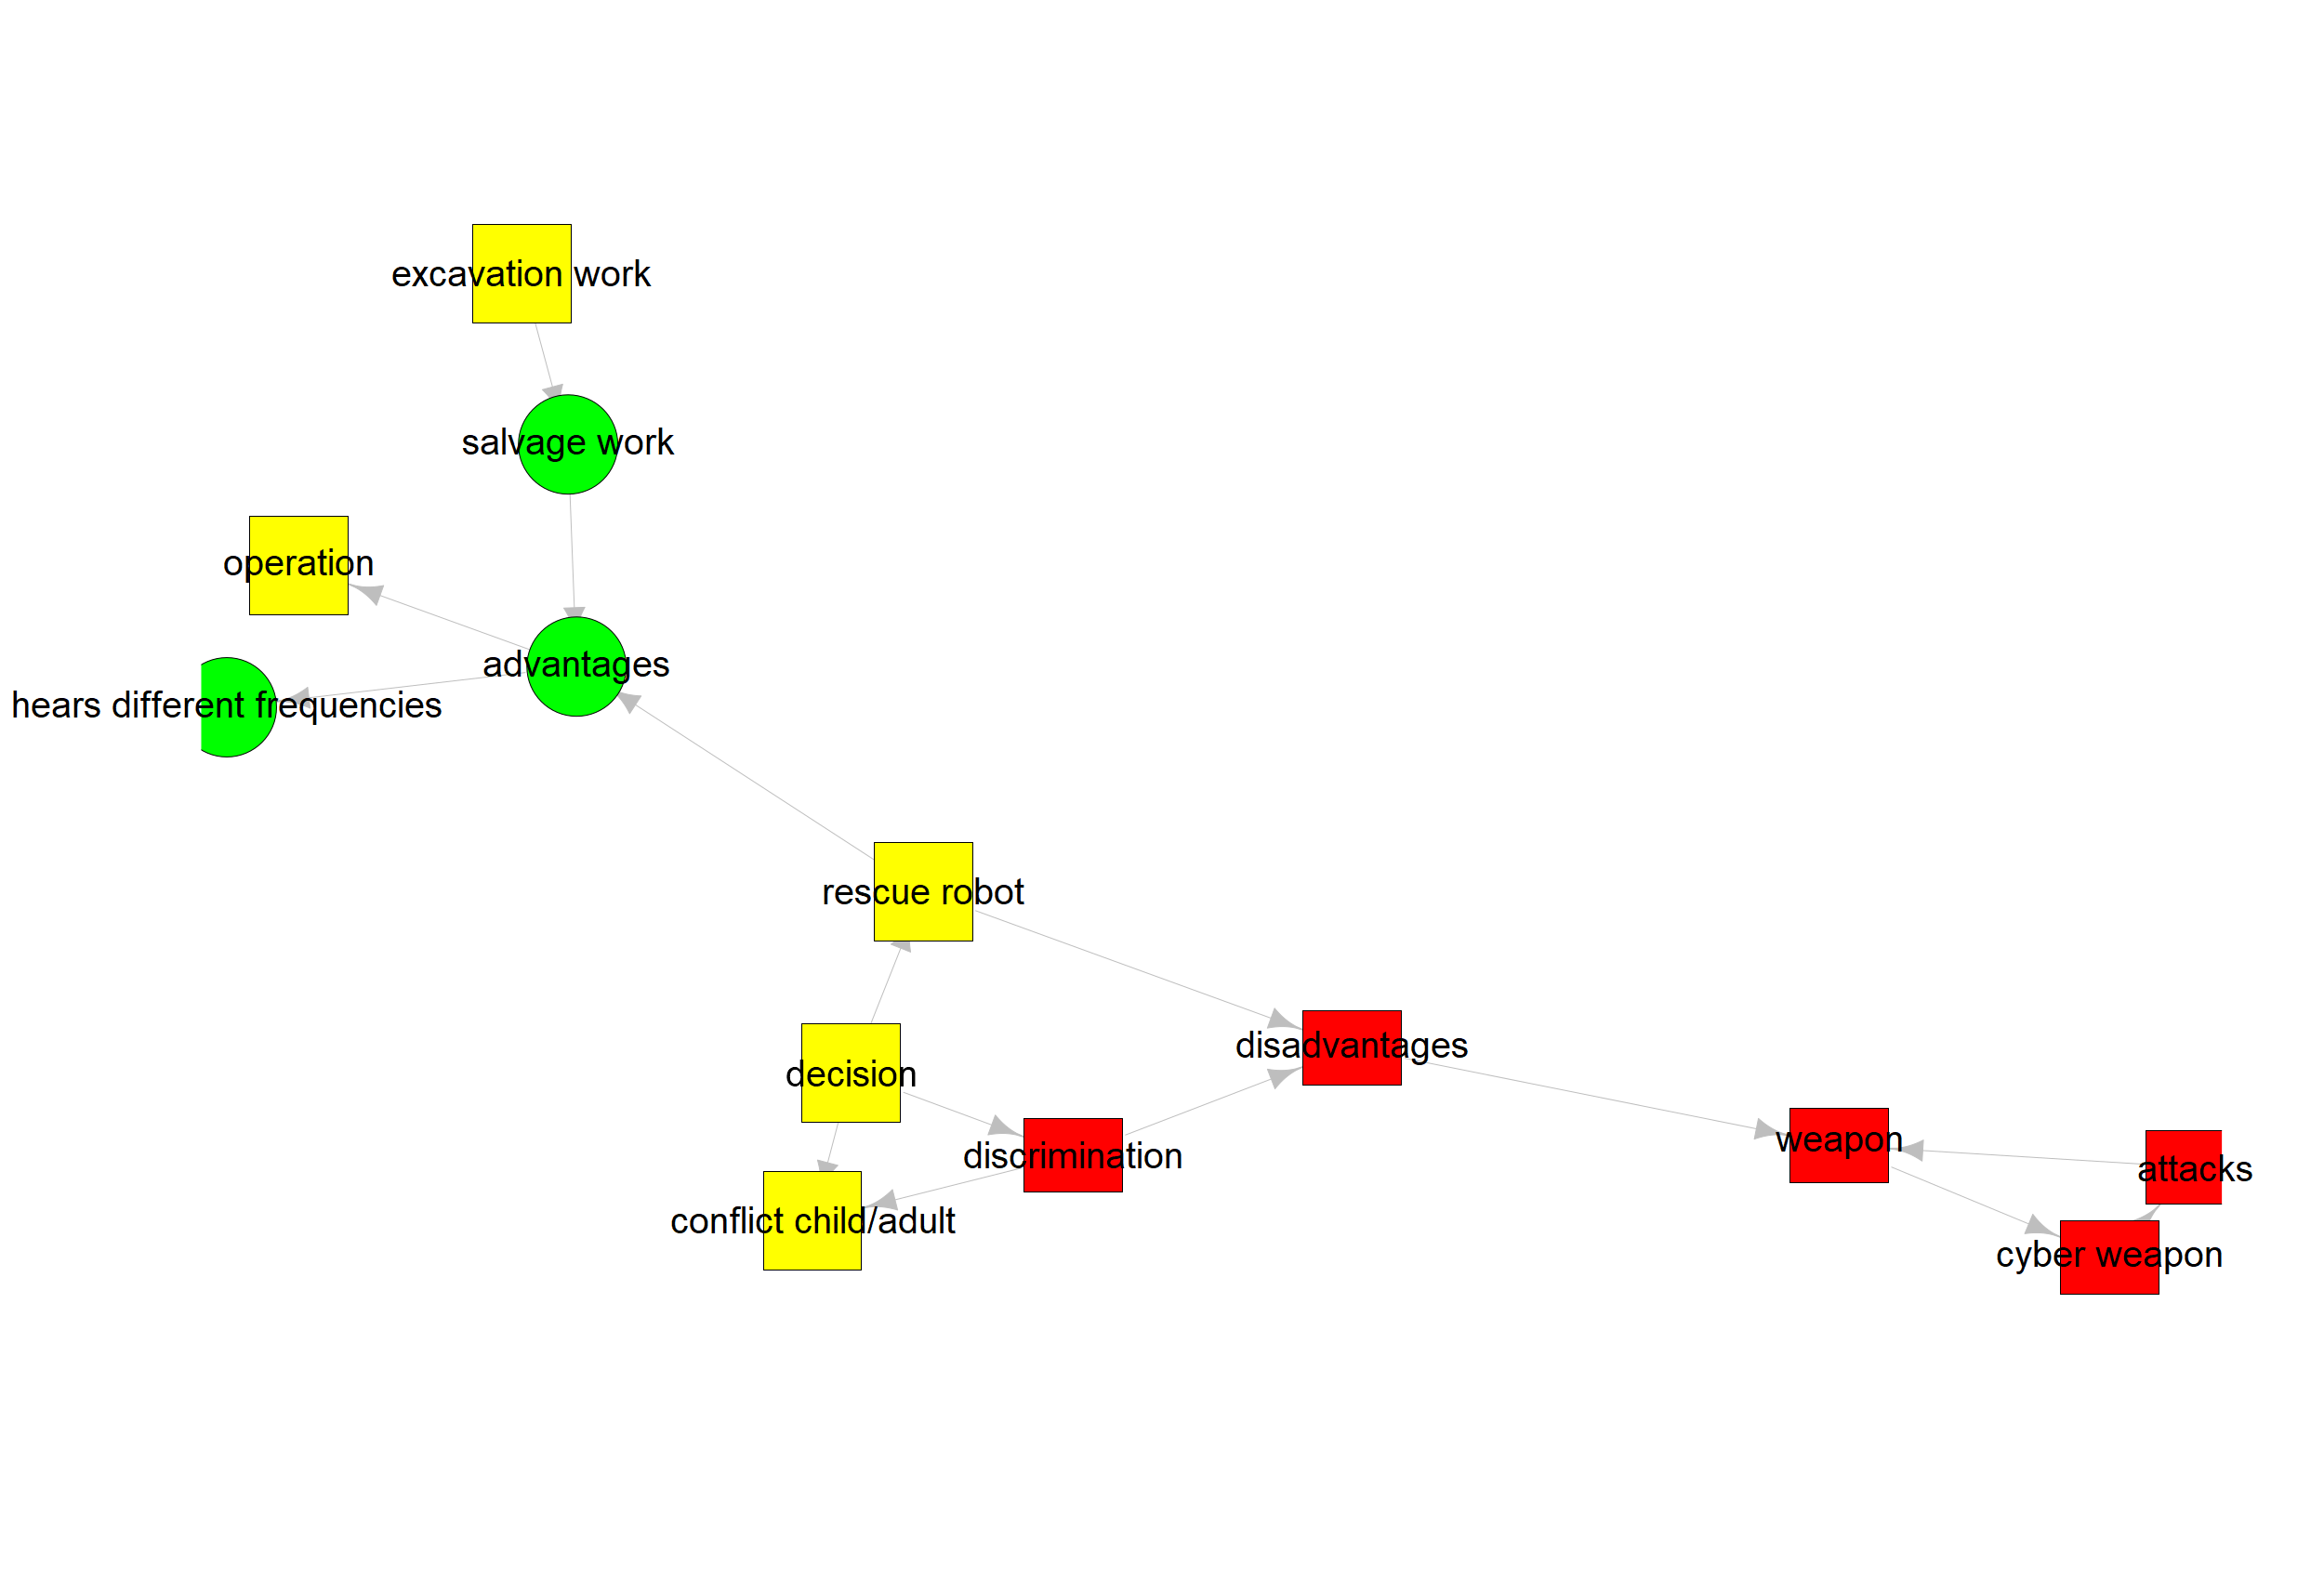 excavation work
salvage work
operation
advantages
hears different frequencies
rescue robot
disadvantages
decision
weapon
discrimination
attacks
conflict child/adult
cyber weapon